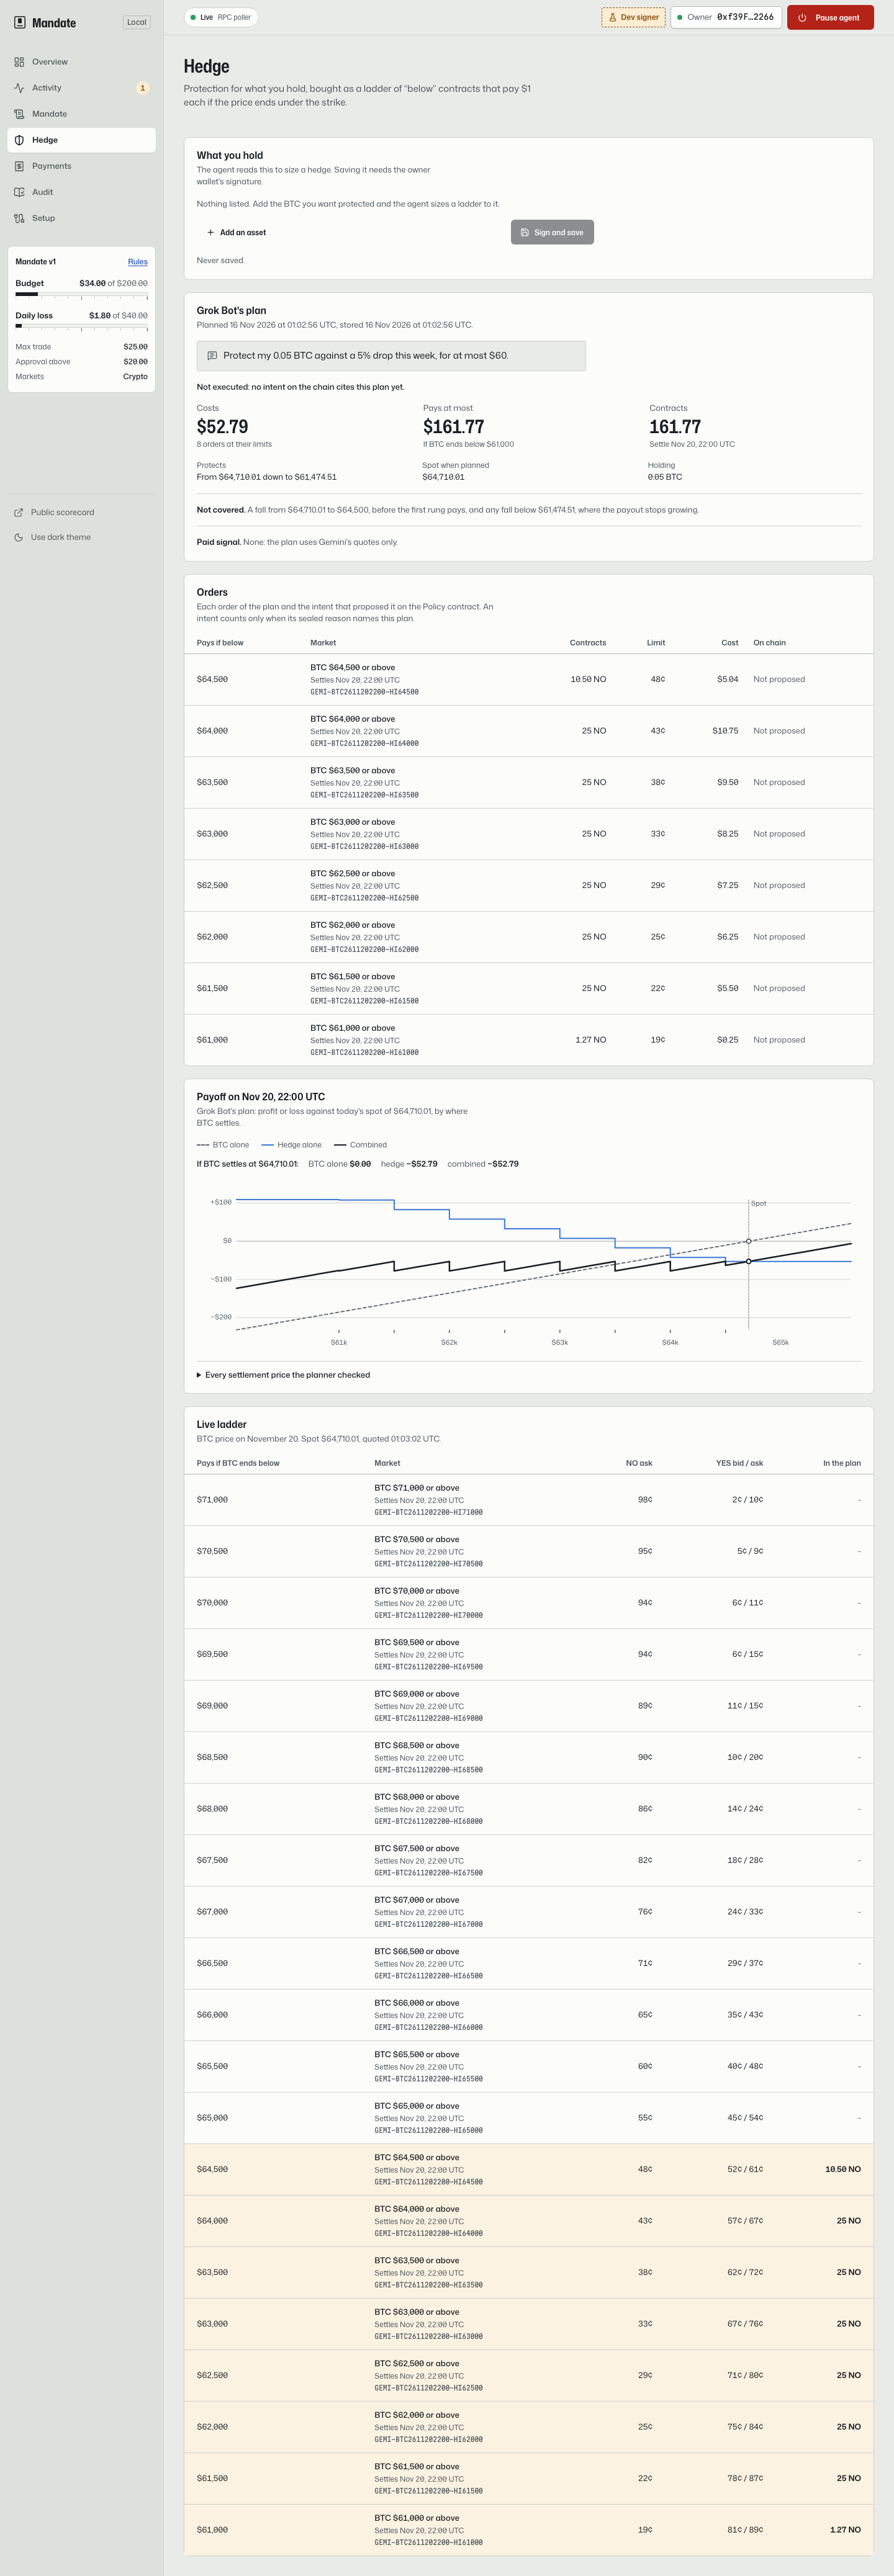 Mandate
Local
Overview
Activity
1
Mandate
Hedge
Payments
Audit
Setup
Mandate v1
Rules
Budget
$34.00 of $200.00
Daily loss
$1.80 of $40.00
Max trade
$25.00
Approval above
$20.00
Markets
Crypto
Public scorecard
Use dark theme
Live RPC poller
Dev signer
Owner 0xf39F…2266
Pause agent
Hedge
Protection for what you hold, bought as a ladder of “below” contracts that pay $1
each if the price ends under the strike.
What you hold
The agent reads this to size a hedge. Saving it needs the owner
wallet's signature.
Nothing listed. Add the BTC you want protected and the agent sizes a ladder to it.
Add an asset
Sign and save
Never saved.
Grok Bot's plan
Planned 16 Nov 2026 at 01:02:56 UTC, stored 16 Nov 2026 at 01:02:56 UTC.
Protect my 0.05 BTC against a 5% drop this week, for at most $60.
Not executed: no intent on the chain cites this plan yet.
Costs
$52.79
8 orders at their limits
Pays at most
$161.77
If BTC ends below $61,000
Contracts
161.77
Settle Nov 20, 22:00 UTC
Protects
From $64,710.01 down to $61,474.51
Spot when planned
$64,710.01
Holding
0.05 BTC
Not covered. A fall from $64,710.01 to $64,500, before the first rung pays, and any fall below $61,474.51, where the payout stops growing.
Paid signal. None: the plan uses Gemini's quotes only.
Orders
Each order of the plan and the intent that proposed it on the Policy contract. An
intent counts only when its sealed reason names this plan.
Pays if below Market Contracts Limit Cost On chain
BTC $64,500 or above
$64,500 Settles Nov 20, 22:00 UTC 10.50 NO 48¢ $5.04 Not proposed
GEMI-BTC2611202200-HI64500
BTC $64,000 or above
$64,000 Settles Nov 20, 22:00 UTC 25 NO 43¢ $10.75 Not proposed
GEMI-BTC2611202200-HI64000
BTC $63,500 or above
$63,500 Settles Nov 20, 22:00 UTC 25 NO 38¢ $9.50 Not proposed
GEMI-BTC2611202200-HI63500
BTC $63,000 or above
$63,000 Settles Nov 20, 22:00 UTC 25 NO 33¢ $8.25 Not proposed
GEMI-BTC2611202200-HI63000
BTC $62,500 or above
$62,500 Settles Nov 20, 22:00 UTC 25 NO 29¢ $7.25 Not proposed
GEMI-BTC2611202200-HI62500
BTC $62,000 or above
$62,000 Settles Nov 20, 22:00 UTC 25 NO 25¢ $6.25 Not proposed
GEMI-BTC2611202200-HI62000
BTC $61,500 or above
$61,500 Settles Nov 20, 22:00 UTC 25 NO 22¢ $5.50 Not proposed
GEMI-BTC2611202200-HI61500
BTC $61,000 or above
$61,000 Settles Nov 20, 22:00 UTC 1.27 NO 19¢ $0.25 Not proposed
GEMI-BTC2611202200-HI61000
Payoff on Nov 20, 22:00 UTC
Grok Bot's plan: profit or loss against today's spot of $64,710.01, by where
BTC settles.
BTC alone Hedge alone Combined
If BTC settles at $64,710.01: BTC alone $0.00 hedge −$52.79 combined −$52.79
+$100
Spot
$0
−$100
−$200
$61k $62k $63k $64k $65k
Every settlement price the planner checked
Live ladder
BTC price on November 20. Spot $64,710.01, quoted 01:03:02 UTC.
Pays if BTC ends below Market NO ask YES bid / ask In the plan
BTC $71,000 or above
$71,000 Settles Nov 20, 22:00 UTC 98¢ 2¢ / 10¢ -
GEMI-BTC2611202200-HI71000
BTC $70,500 or above
$70,500 Settles Nov 20, 22:00 UTC 95¢ 5¢ / 9¢ -
GEMI-BTC2611202200-HI70500
BTC $70,000 or above
$70,000 Settles Nov 20, 22:00 UTC 94¢ 6¢ / 11¢ -
GEMI-BTC2611202200-HI70000
BTC $69,500 or above
$69,500 Settles Nov 20, 22:00 UTC 94¢ 6¢ / 15¢ -
GEMI-BTC2611202200-HI69500
BTC $69,000 or above
$69,000 Settles Nov 20, 22:00 UTC 89¢ 11¢ / 15¢ -
GEMI-BTC2611202200-HI69000
BTC $68,500 or above
$68,500 Settles Nov 20, 22:00 UTC 90¢ 10¢ / 20¢ -
GEMI-BTC2611202200-HI68500
BTC $68,000 or above
$68,000 Settles Nov 20, 22:00 UTC 86¢ 14¢ / 24¢ -
GEMI-BTC2611202200-HI68000
BTC $67,500 or above
$67,500 Settles Nov 20, 22:00 UTC 82¢ 18¢ / 28¢ -
GEMI-BTC2611202200-HI67500
BTC $67,000 or above
$67,000 Settles Nov 20, 22:00 UTC 76¢ 24¢ / 33¢ -
GEMI-BTC2611202200-HI67000
BTC $66,500 or above
$66,500 Settles Nov 20, 22:00 UTC 71¢ 29¢ / 37¢ -
GEMI-BTC2611202200-HI66500
BTC $66,000 or above
$66,000 Settles Nov 20, 22:00 UTC 65¢ 35¢ / 43¢ -
GEMI-BTC2611202200-HI66000
BTC $65,500 or above
$65,500 Settles Nov 20, 22:00 UTC 60¢ 40¢ / 48¢ -
GEMI-BTC2611202200-HI65500
BTC $65,000 or above
$65,000 Settles Nov 20, 22:00 UTC 55¢ 45¢ / 54¢ -
GEMI-BTC2611202200-HI65000
BTC $64,500 or above
$64,500 Settles Nov 20, 22:00 UTC 48¢ 52¢ / 61¢ 10.50 NO
GEMI-BTC2611202200-HI64500
BTC $64,000 or above
$64,000 Settles Nov 20, 22:00 UTC 43¢ 57¢ / 67¢ 25 NO
GEMI-BTC2611202200-HI64000
BTC $63,500 or above
$63,500 Settles Nov 20, 22:00 UTC 38¢ 62¢ / 72¢ 25 NO
GEMI-BTC2611202200-HI63500
BTC $63,000 or above
$63,000 Settles Nov 20, 22:00 UTC 33¢ 67¢ / 76¢ 25 NO
GEMI-BTC2611202200-HI63000
BTC $62,500 or above
$62,500 Settles Nov 20, 22:00 UTC 29¢ 71¢ / 80¢ 25 NO
GEMI-BTC2611202200-HI62500
BTC $62,000 or above
$62,000 Settles Nov 20, 22:00 UTC 25¢ 75¢ / 84¢ 25 NO
GEMI-BTC2611202200-HI62000
BTC $61,500 or above
$61,500 Settles Nov 20, 22:00 UTC 22¢ 78¢ / 87¢ 25 NO
GEMI-BTC2611202200-HI61500
BTC $61,000 or above
$61,000 Settles Nov 20, 22:00 UTC 19¢ 81¢ / 89¢ 1.27 NO
GEMI-BTC2611202200-HI61000